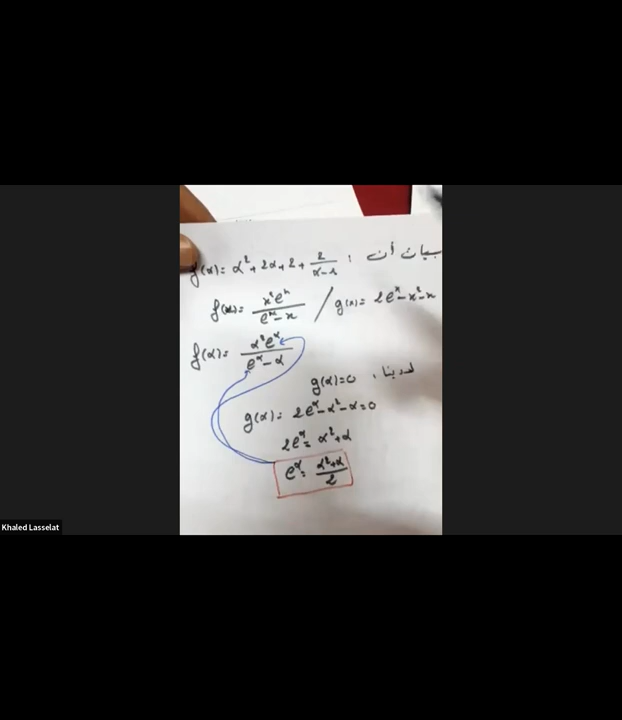 بيان أن : f(α) = α² + 2α + 2 + 2/(α-1)
f(x) = x²eˣ/(eˣ - x) / g(x) = 2eˣ - x² - x
f(α) = α²e^α/(e^α - α)
لدينا، g(α)=0
g(α) = 2e^α - α² - α = 0
2e^α = α² + α
e^α = (α²+α)/2
Khaled Lasselat